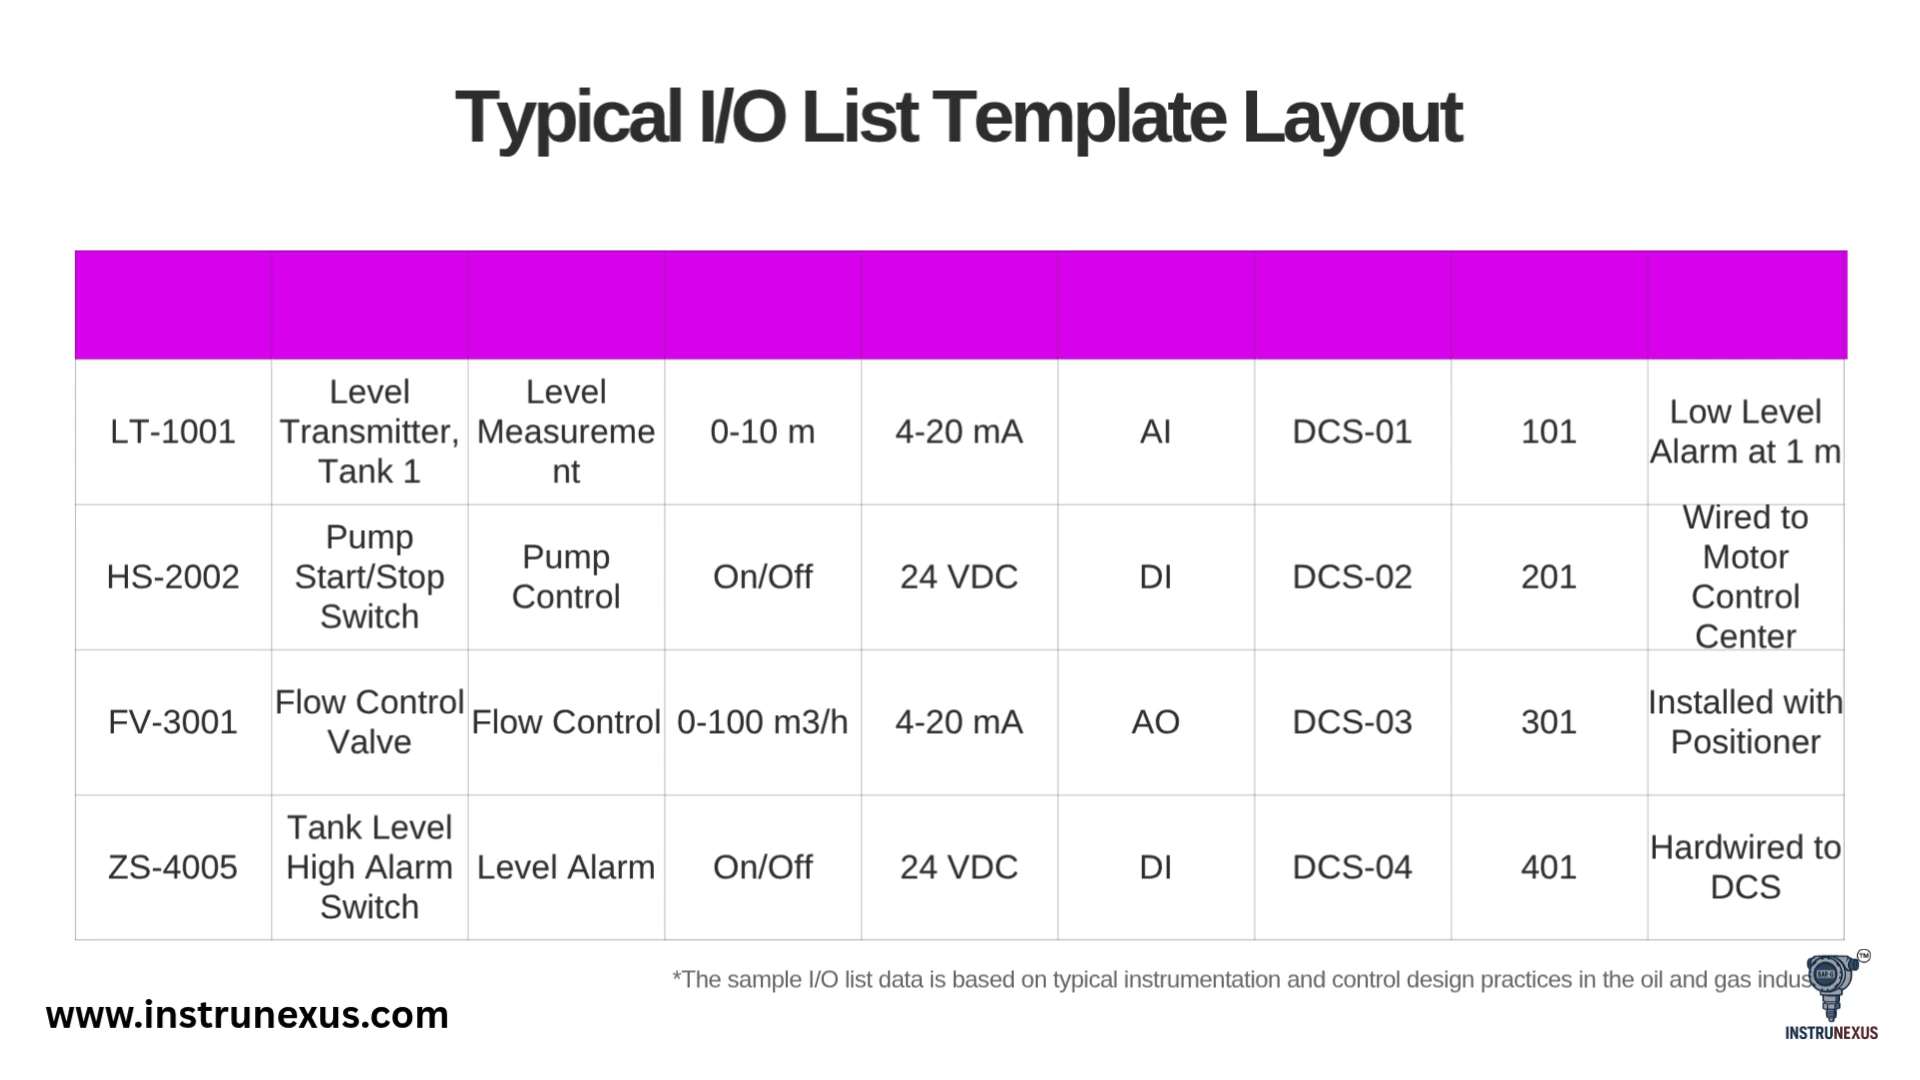 Typical I/O List Template Layout
LT-1001
Level
Transmitter,
Tank 1
Level
Measureme
nt
0-10 m
4-20 mA
AI
DCS-01
101
Low Level
Alarm at 1 m
HS-2002
Pump
Start/Stop
Switch
Pump
Control
On/Off
24 VDC
DI
DCS-02
201
Wired to
Motor
Control
Center
FV-3001
Flow Control
Valve
Flow Control
0-100 m3/h
4-20 mA
AO
DCS-03
301
Installed with
Positioner
ZS-4005
Tank Level
High Alarm
Switch
Level Alarm
On/Off
24 VDC
DI
DCS-04
401
Hardwired to
DCS
*The sample I/O list data is based on typical instrumentation and control design practices in the oil and gas indus
www.instrunexus.com
TM
INSTRUNEXUS